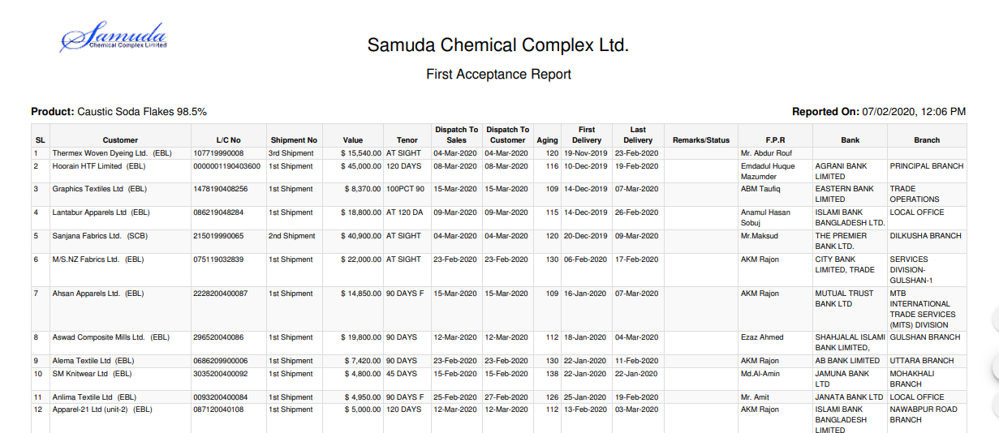 Samuda
Chemical Complex Limited
Samuda Chemical Complex Ltd.
First Acceptance Report
Product: Caustic Soda Flakes 98.5% Reported On: 07/02/2020, 12:06 PM
SL Customer L/C No Shipment No Value Tenor Dispatch To Sales Dispatch To Customer Aging First Delivery Last Delivery Remarks/Status F.P.R Bank Branch
1 Thermex Woven Dyeing Ltd. (EBL) 107719990008 3rd Shipment $ 15,540.00 AT SIGHT 04-Mar-2020 04-Mar-2020 120 19-Nov-2019 23-Feb-2020 Mr. Abdur Rouf
2 Hoorain HTF Limited (EBL) 0000001190403600 1st Shipment $ 45,000.00 120 DAYS 08-Mar-2020 08-Mar-2020 116 10-Dec-2019 19-Feb-2020 Emdadul Huque Mazumder AGRANI BANK LIMITED PRINCIPAL BRANCH
3 Graphics Textiles Ltd (EBL) 1478190408256 1st Shipment $ 8,370.00 100PCT 90 15-Mar-2020 15-Mar-2020 109 14-Dec-2019 07-Mar-2020 ABM Taufiq EASTERN BANK LIMITED TRADE OPERATIONS
4 Lantabur Apparels Ltd (EBL) 086219048284 1st Shipment $ 18,800.00 AT 120 DA 09-Mar-2020 09-Mar-2020 115 14-Dec-2019 26-Feb-2020 Anamul Hasan Sobuj ISLAMI BANK BANGLADESH LTD. LOCAL OFFICE
5 Sanjana Fabrics Ltd. (SCB) 215019990065 2nd Shipment $ 40,900.00 AT SIGHT 04-Mar-2020 04-Mar-2020 120 20-Dec-2019 09-Mar-2020 Mr.Maksud THE PREMIER BANK LTD. DILKUSHA BRANCH
6 M/S.NZ Fabrics Ltd. (EBL) 075119032839 1st Shipment $ 22,000.00 AT SIGHT 23-Feb-2020 23-Feb-2020 130 06-Feb-2020 17-Feb-2020 AKM Rajon CITY BANK LIMITED, TRADE SERVICES DIVISION-GULSHAN-1
7 Ahsan Apparels Ltd. (EBL) 2228200400087 1st Shipment $ 14,850.00 90 DAYS F 15-Mar-2020 15-Mar-2020 109 16-Jan-2020 07-Mar-2020 AKM Rajon MUTUAL TRUST BANK LTD MTB INTERNATIONAL TRADE SERVICES (MITS) DIVISION
8 Aswad Composite Mills Ltd. (EBL) 296520040086 1st Shipment $ 19,800.00 90 DAYS 12-Mar-2020 12-Mar-2020 112 18-Jan-2020 04-Mar-2020 Ezaz Ahmed SHAHJALAL ISLAMI BANK LIMITED, GULSHAN BRANCH
9 Alema Textile Ltd (EBL) 0686209900006 1st Shipment $ 7,420.00 90 DAYS 23-Feb-2020 23-Feb-2020 130 22-Jan-2020 11-Feb-2020 AKM Rajon AB BANK LIMITED UTTARA BRANCH
10 SM Knitwear Ltd (EBL) 3035200400092 1st Shipment $ 4,800.00 45 DAYS 15-Feb-2020 15-Feb-2020 138 22-Jan-2020 22-Jan-2020 Md.Al-Amin JAMUNA BANK LTD MOHAKHALI BRANCH
11 Anlima Textile Ltd (EBL) 0093200400084 1st Shipment $ 4,950.00 90 DAYS F 25-Feb-2020 27-Feb-2020 126 25-Jan-2020 19-Feb-2020 Mr. Amit JANATA BANK LTD LOCAL OFFICE
12 Apparel-21 Ltd (unit-2) (EBL) 087120040108 1st Shipment $ 5,000.00 120 DAYS 12-Mar-2020 12-Mar-2020 112 13-Feb-2020 03-Mar-2020 AKM Rajon ISLAMI BANK BANGLADESH LIMITED NAWABPUR ROAD BRANCH